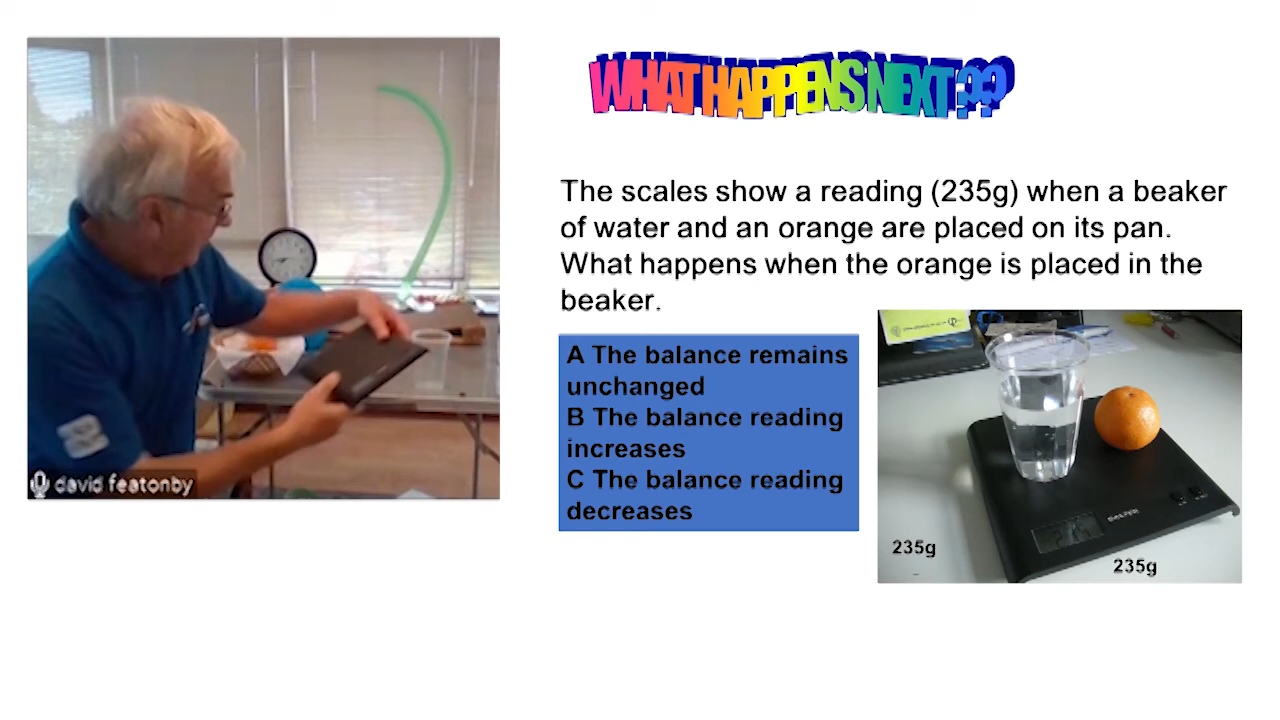 WHAT HAPPENS NEXT ??
The scales show a reading (235g) when a beaker
of water and an orange are placed on its pan.
What happens when the orange is placed in the
beaker.
A The balance remains
unchanged
B The balance reading
increases
C The balance reading
decreases
235g
235g
david featonby